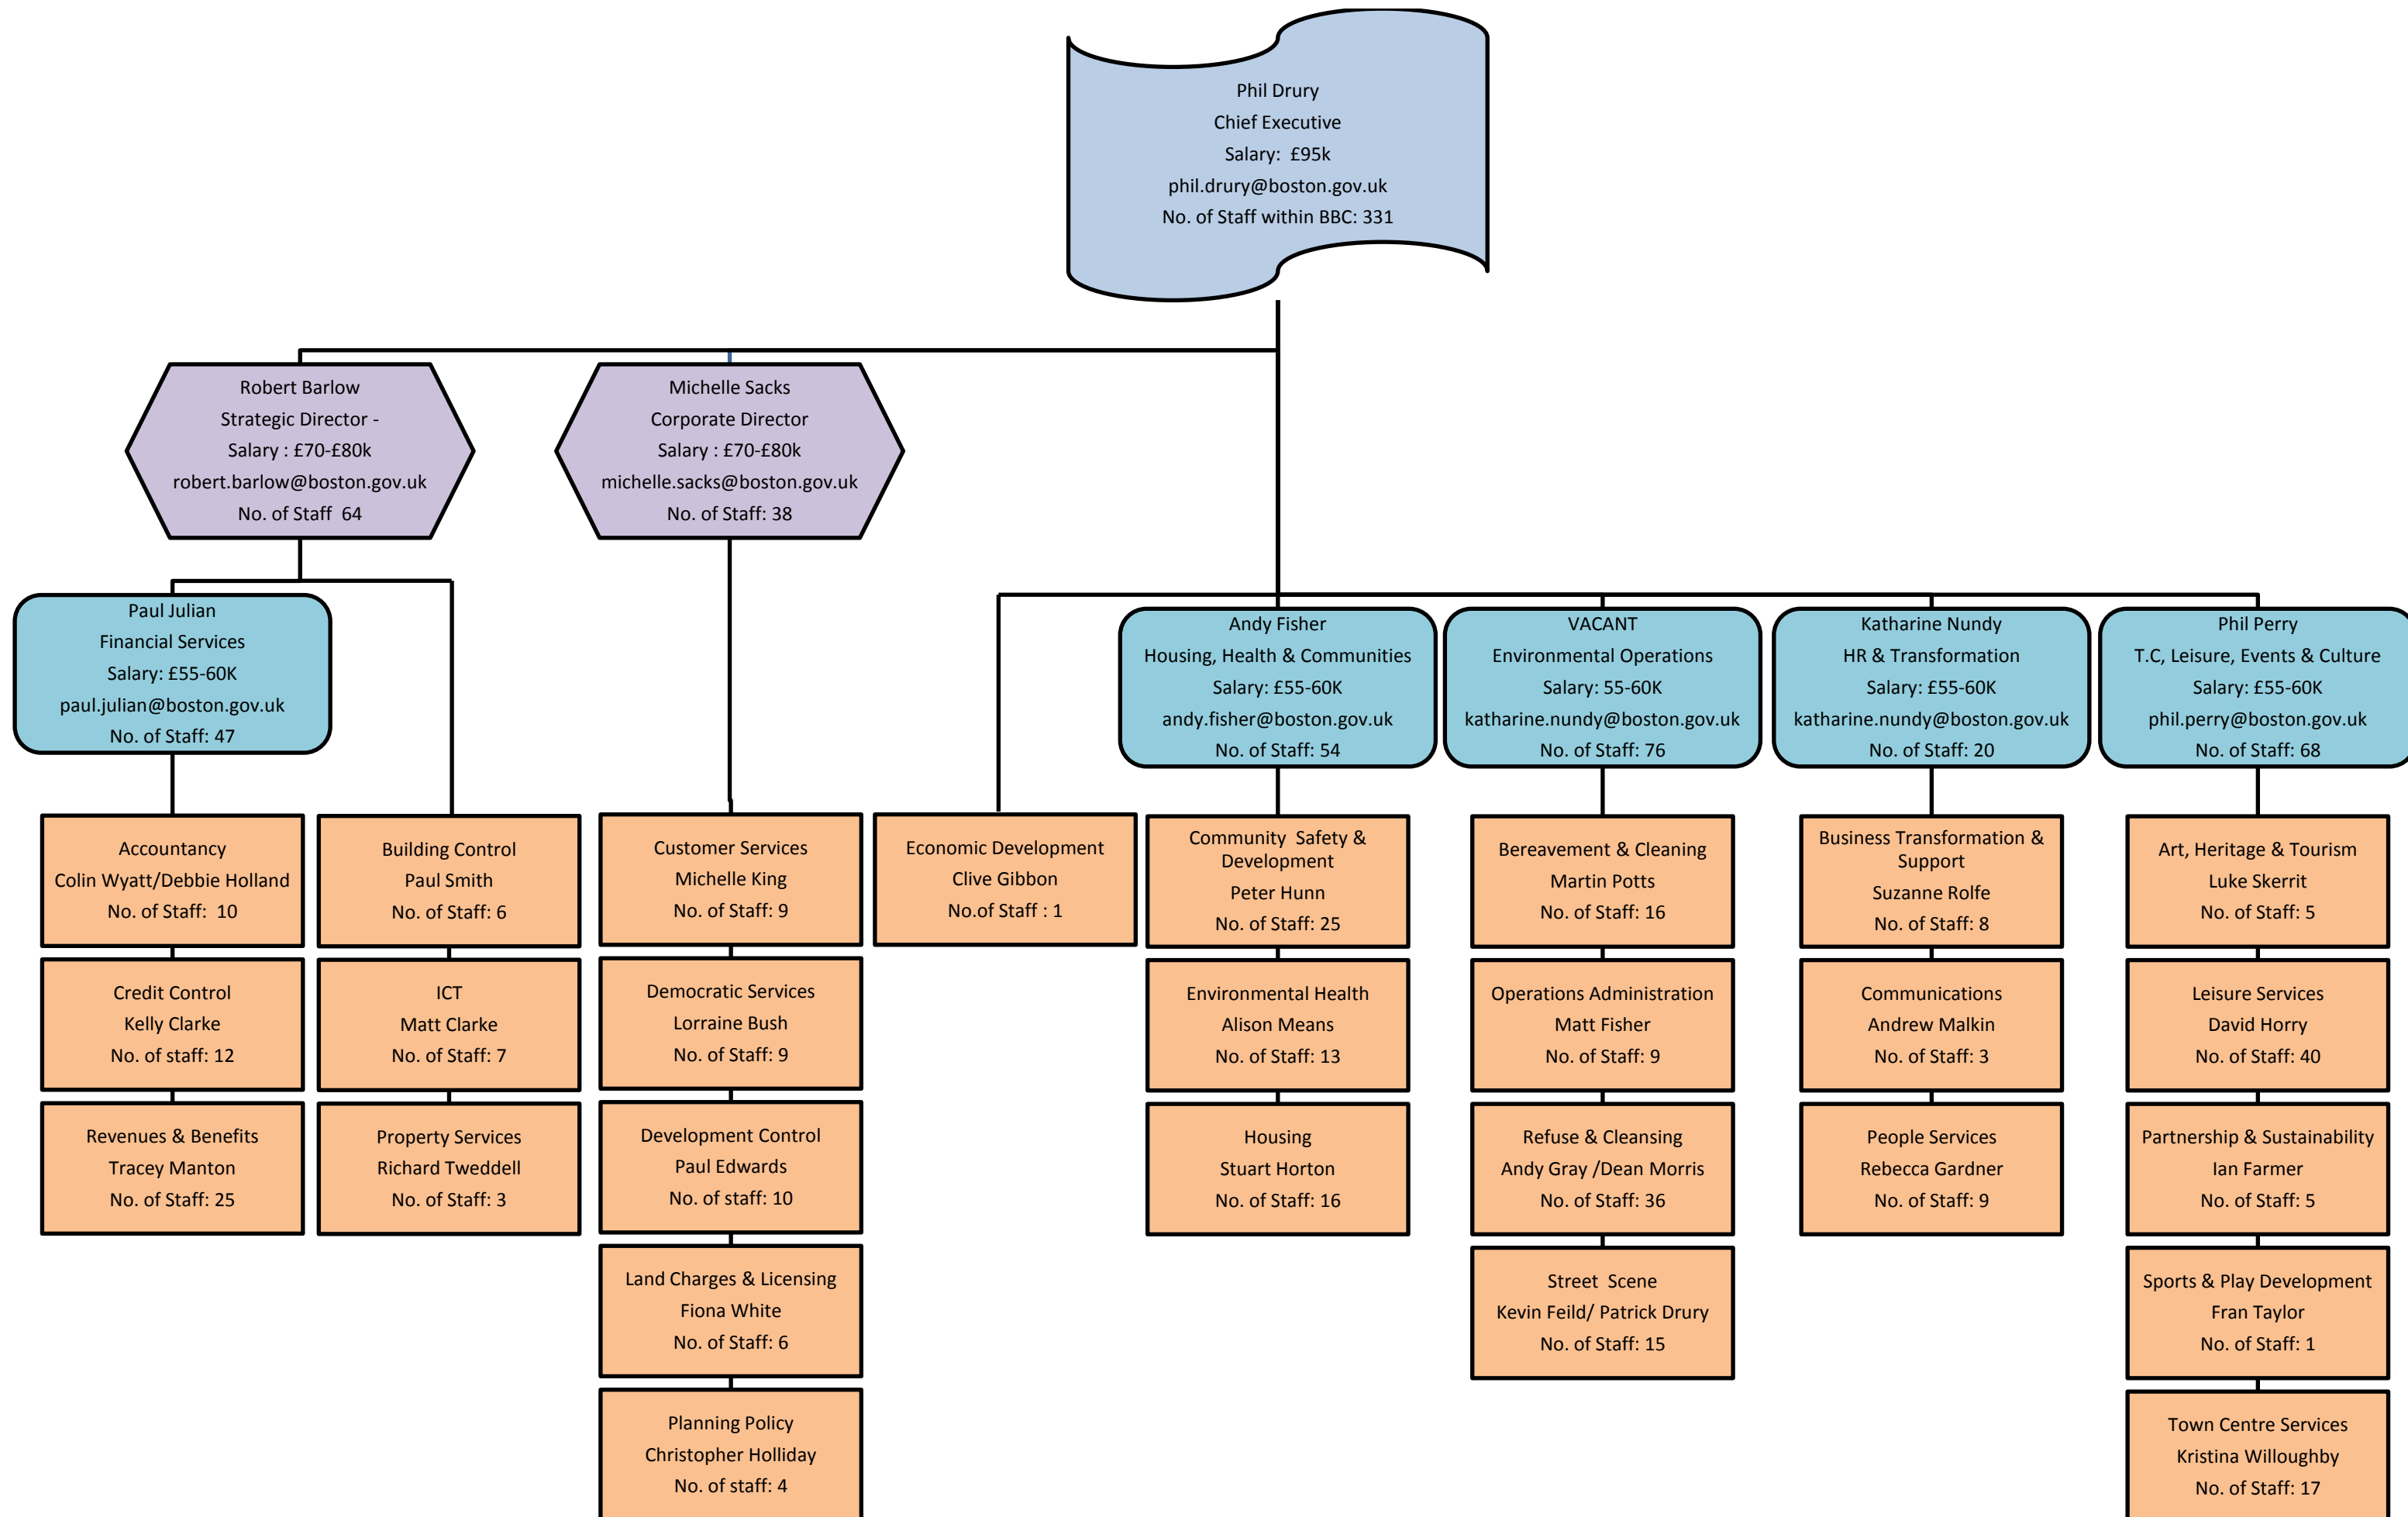 Phil Drury
Chief Executive
Salary:  £95k
phil.drury@boston.gov.uk
No. of Staff within BBC: 331
Robert Barlow
Strategic Director -
Salary : £70-£80k
robert.barlow@boston.gov.uk
No. of Staff  64
Michelle Sacks
Corporate Director
Salary : £70-£80k
michelle.sacks@boston.gov.uk
No. of Staff: 38
Paul Julian
Financial Services
Salary: £55-60K
paul.julian@boston.gov.uk
No. of Staff: 47
Andy Fisher
Housing, Health & Communities
Salary: £55-60K
andy.fisher@boston.gov.uk
No. of Staff: 54
VACANT
Environmental Operations
Salary: 55-60K
katharine.nundy@boston.gov.uk
No. of Staff: 76
Katharine Nundy
HR & Transformation
Salary: £55-60K
katharine.nundy@boston.gov.uk
No. of Staff: 20
Phil Perry
T.C, Leisure, Events & Culture
Salary: £55-60K
phil.perry@boston.gov.uk
No. of Staff: 68
Accountancy
Colin Wyatt/Debbie Holland
No. of Staff:  10
Building Control
Paul Smith
No. of Staff: 6
Customer Services
Michelle King
No. of Staff: 9
Economic Development
Clive Gibbon
No.of Staff : 1
Community  Safety &
Development
Peter Hunn
No. of Staff: 25
Bereavement & Cleaning
Martin Potts
No. of Staff: 16
Business Transformation &
Support
Suzanne Rolfe
No. of Staff: 8
Art, Heritage & Tourism
Luke Skerrit
No. of Staff: 5
Credit Control
Kelly Clarke
No. of staff: 12
ICT
Matt Clarke
No. of Staff: 7
Democratic Services
Lorraine Bush
No. of Staff: 9
Environmental Health
Alison Means
No. of Staff: 13
Operations Administration
Matt Fisher
No. of Staff: 9
Communications
Andrew Malkin
No. of Staff: 3
Leisure Services
David Horry
No. of Staff: 40
Revenues & Benefits
Tracey Manton
No. of Staff: 25
Property Services
Richard Tweddell
No. of Staff: 3
Development Control
Paul Edwards
No. of staff: 10
Housing
Stuart Horton
No. of Staff: 16
Refuse & Cleansing
Andy Gray /Dean Morris
No. of Staff: 36
People Services
Rebecca Gardner
No. of Staff: 9
Partnership & Sustainability
Ian Farmer
No. of Staff: 5
Land Charges & Licensing
Fiona White
No. of Staff: 6
Street  Scene
Kevin Feild/ Patrick Drury
No. of Staff: 15
Sports & Play Development
Fran Taylor
No. of Staff: 1
Planning Policy
Christopher Holliday
No. of staff: 4
Town Centre Services
Kristina Willoughby
No. of Staff: 17